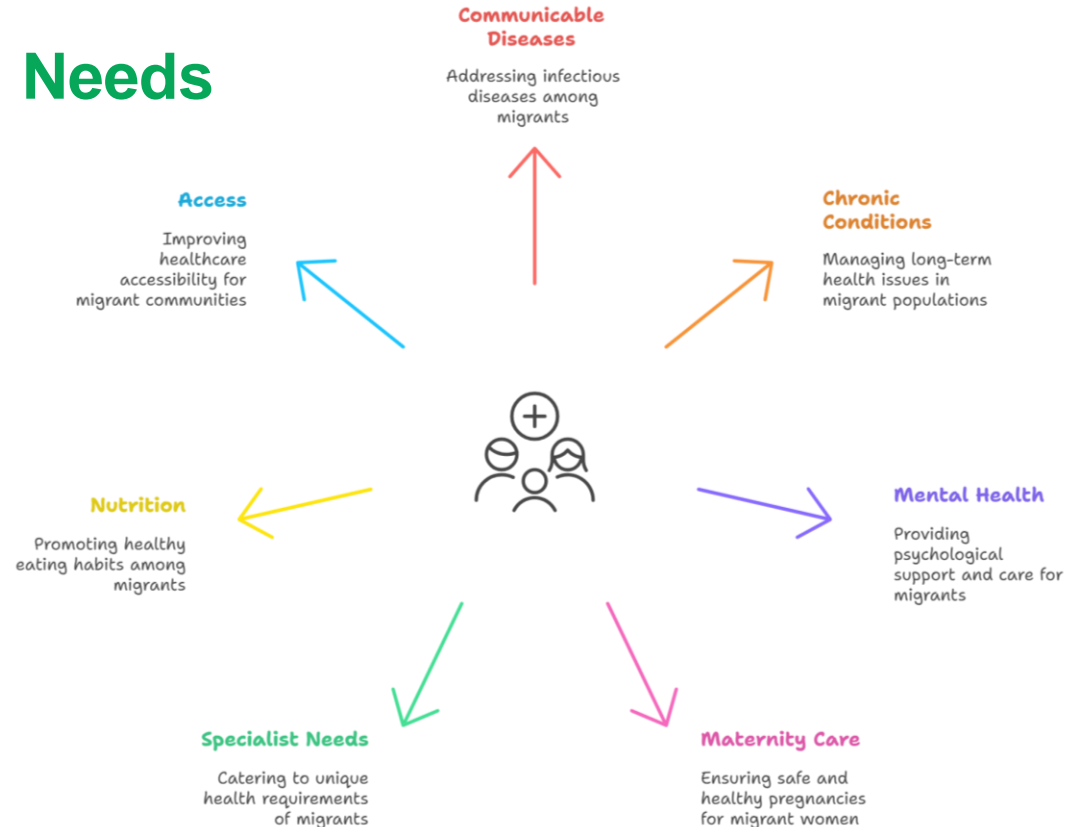 Needs
Communicable
Diseases
Addressing infectious
diseases among
migrants
Chronic
Conditions
Managing long-term
health issues in
migrant populations
Mental Health
Providing
psychological
support and care for
migrants
Maternity Care
Ensuring safe and
healthy pregnancies
for migrant women
Specialist Needs
Catering to unique
health requirements
of migrants
Nutrition
Promoting healthy
eating habits among
migrants
Access
Improving
healthcare
accessibility for
migrant communities